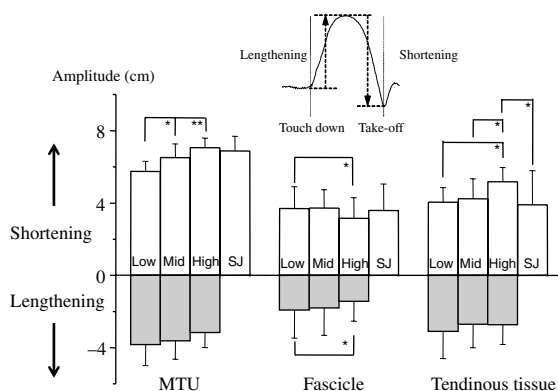 Lengthening
Shortening
Amplitude (cm)
Touch down
Take-off
8
4
0
−4
Shortening
Lengthening
* **
* 
*
*
*
*
Low Mid High SJ
Low Mid High SJ
Low Mid High SJ
*
MTU
Fascicle
Tendinous tissue